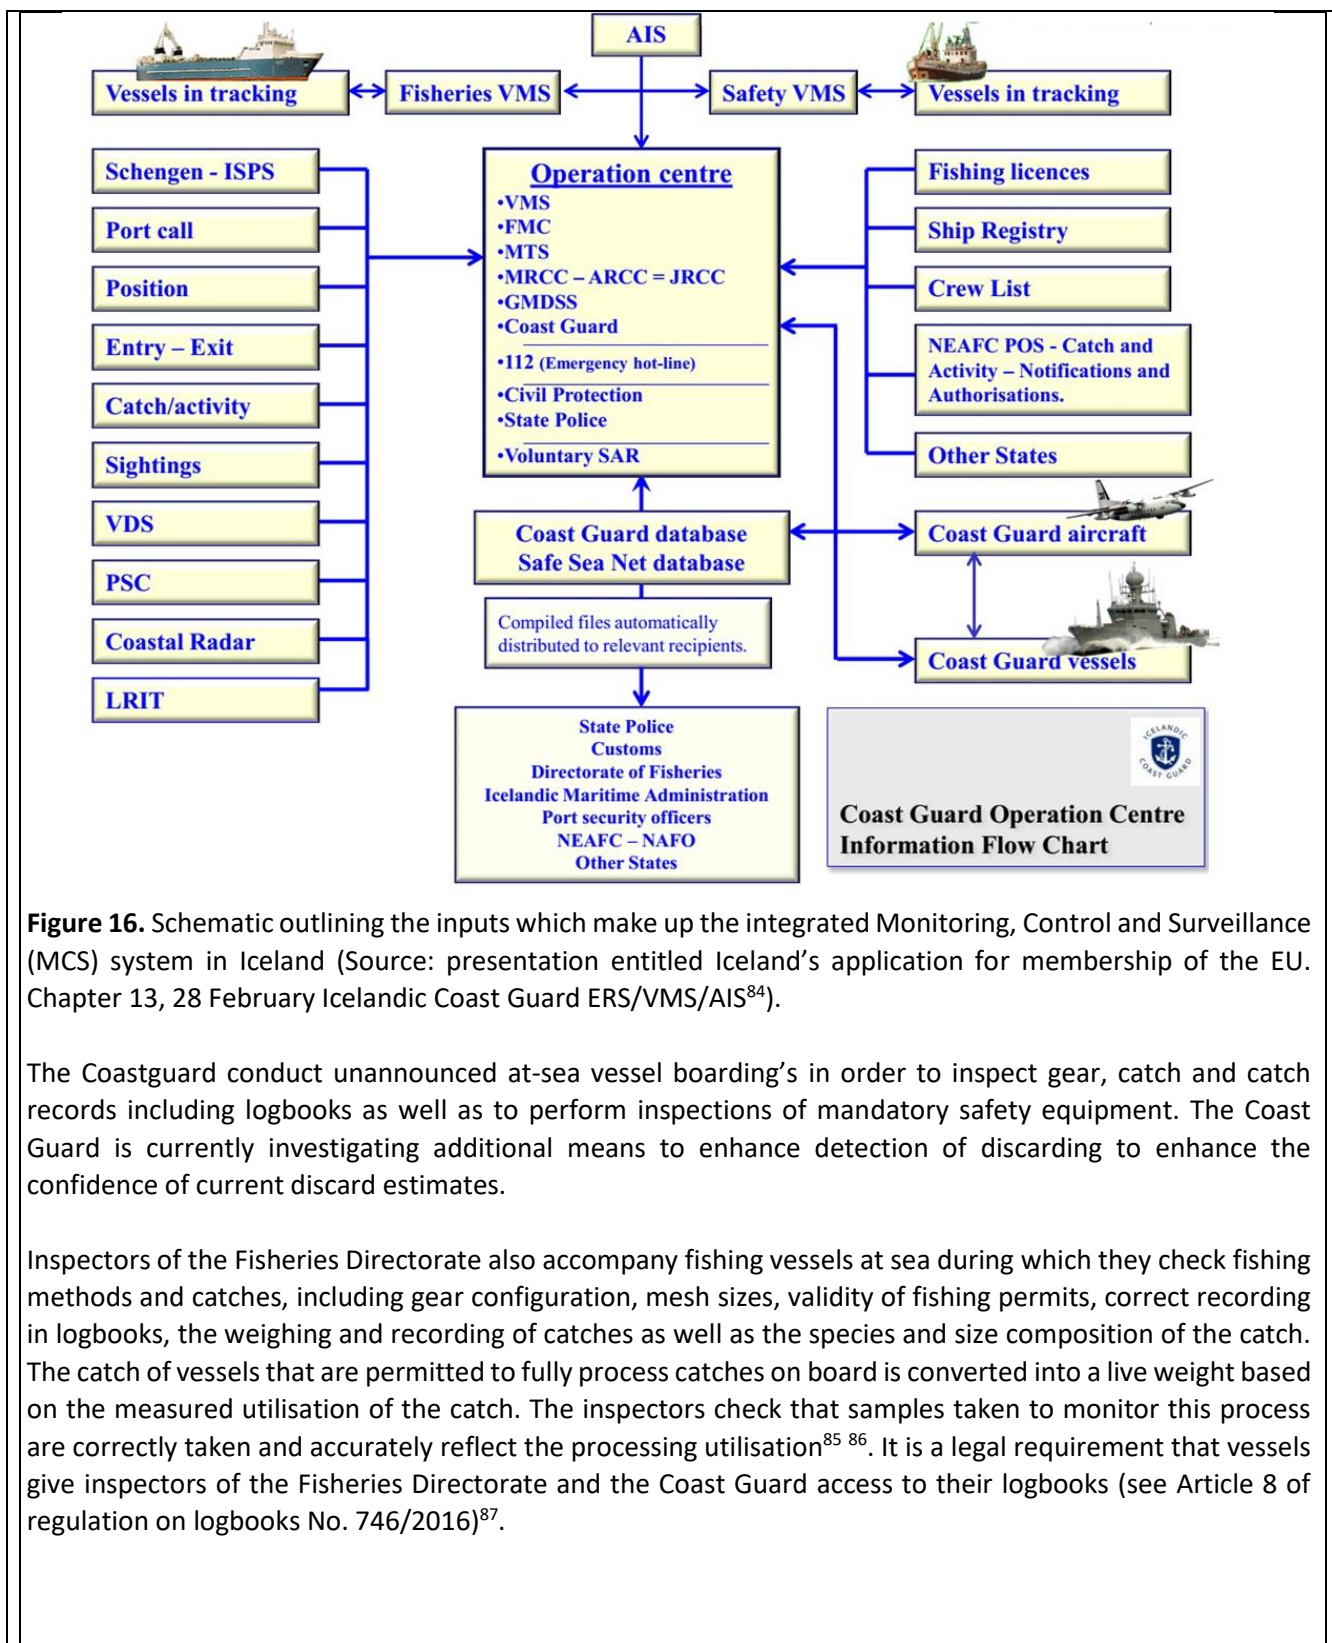 AIS
Vessels in tracking
Fisheries VMS
Safety VMS
Vessels in tracking
Schengen - ISPS
Port call
Position
Entry – Exit
Catch/activity
Sightings
VDS
PSC
Coastal Radar
LRIT
Operation centre
•VMS
•FMC
•MTS
•MRCC – ARCC = JRCC
•GMDSS
•Coast Guard
•112 (Emergency hot-line)
•Civil Protection
•State Police
•Voluntary SAR
Fishing licences
Ship Registry
Crew List
NEAFC POS - Catch and
Activity – Notifications and
Authorisations.
Other States
Coast Guard aircraft
Coast Guard vessels
Coast Guard database
Safe Sea Net database
Compiled files automatically
distributed to relevant recipients.
State Police
Customs
Directorate of Fisheries
Icelandic Maritime Administration
Port security officers
NEAFC – NAFO
Other States
ICELANDIC
COAST GUARD
Coast Guard Operation Centre
Information Flow Chart
Figure 16. Schematic outlining the inputs which make up the integrated Monitoring, Control and Surveillance
(MCS) system in Iceland (Source: presentation entitled Iceland’s application for membership of the EU.
Chapter 13, 28 February Icelandic Coast Guard ERS/VMS/AIS84).
The Coastguard conduct unannounced at-sea vessel boarding’s in order to inspect gear, catch and catch
records including logbooks as well as to perform inspections of mandatory safety equipment. The Coast
Guard is currently investigating additional means to enhance detection of discarding to enhance the
confidence of current discard estimates.
Inspectors of the Fisheries Directorate also accompany fishing vessels at sea during which they check fishing
methods and catches, including gear configuration, mesh sizes, validity of fishing permits, correct recording
in logbooks, the weighing and recording of catches as well as the species and size composition of the catch.
The catch of vessels that are permitted to fully process catches on board is converted into a live weight based
on the measured utilisation of the catch. The inspectors check that samples taken to monitor this process
are correctly taken and accurately reflect the processing utilisation85 86. It is a legal requirement that vessels
give inspectors of the Fisheries Directorate and the Coast Guard access to their logbooks (see Article 8 of
regulation on logbooks No. 746/2016)87.